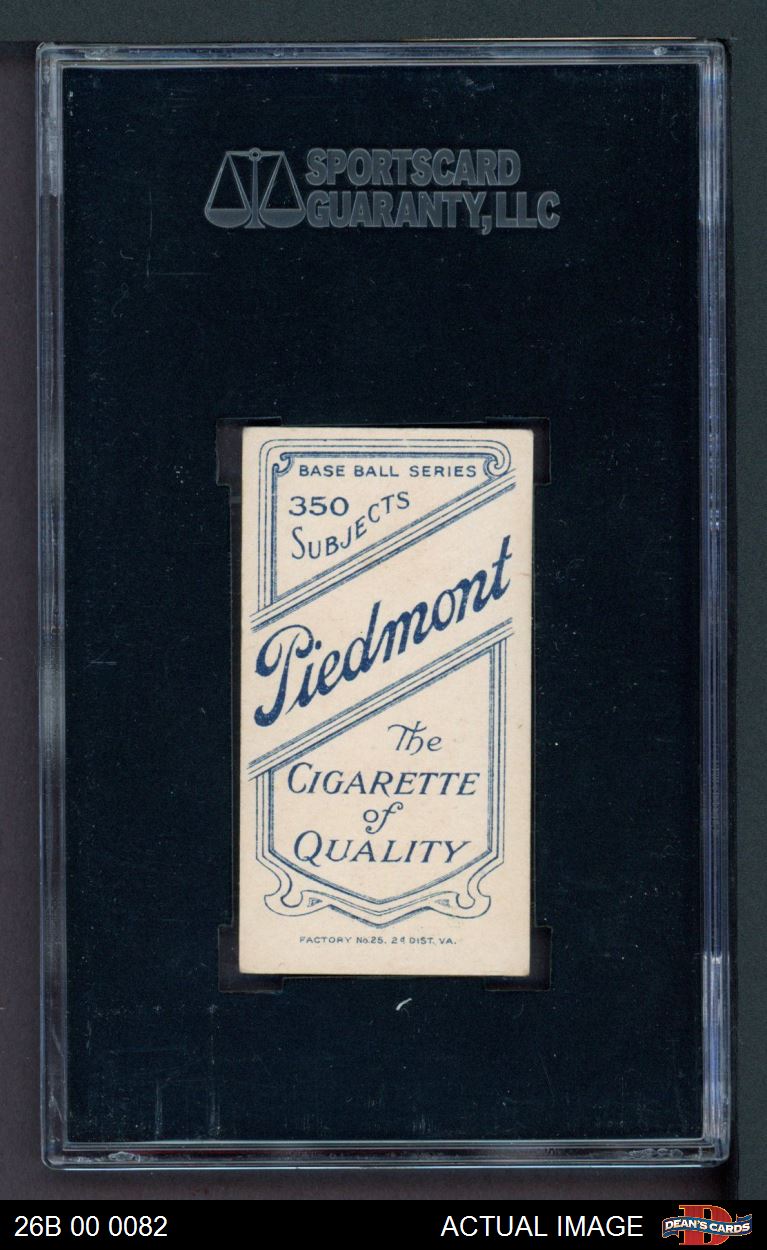 SPORTSCARD
GUARANTY, LLC
BASE BALL SERIES
350
SUBJECTS
Piedmont
The
CIGARETTE
of
QUALITY
FACTORY No. 25. 2d DIST. VA.
26B 00 0082
ACTUAL IMAGE
DEAN'S CARDS